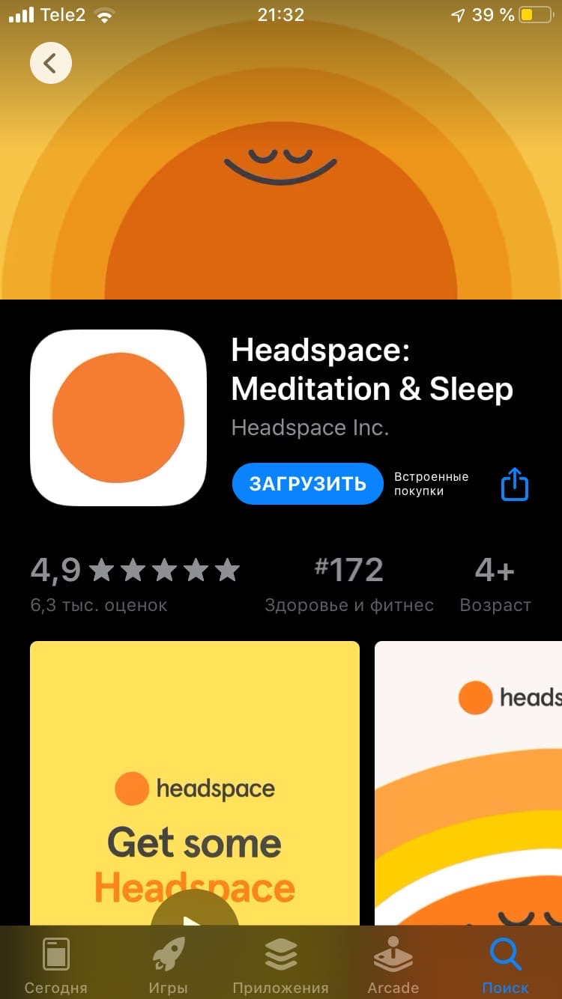 Tele2 21:32 39 %
Headspace:
Meditation & Sleep
Headspace Inc.
ЗАГРУЗИТЬ
Встроенные
покупки
4,9 #172 4+
6,3 тыс. оценок Здоровье и фитнес Возраст
headspace
Get some
Headspace
heads
Сегодня Игры Приложения Arcade Поиск